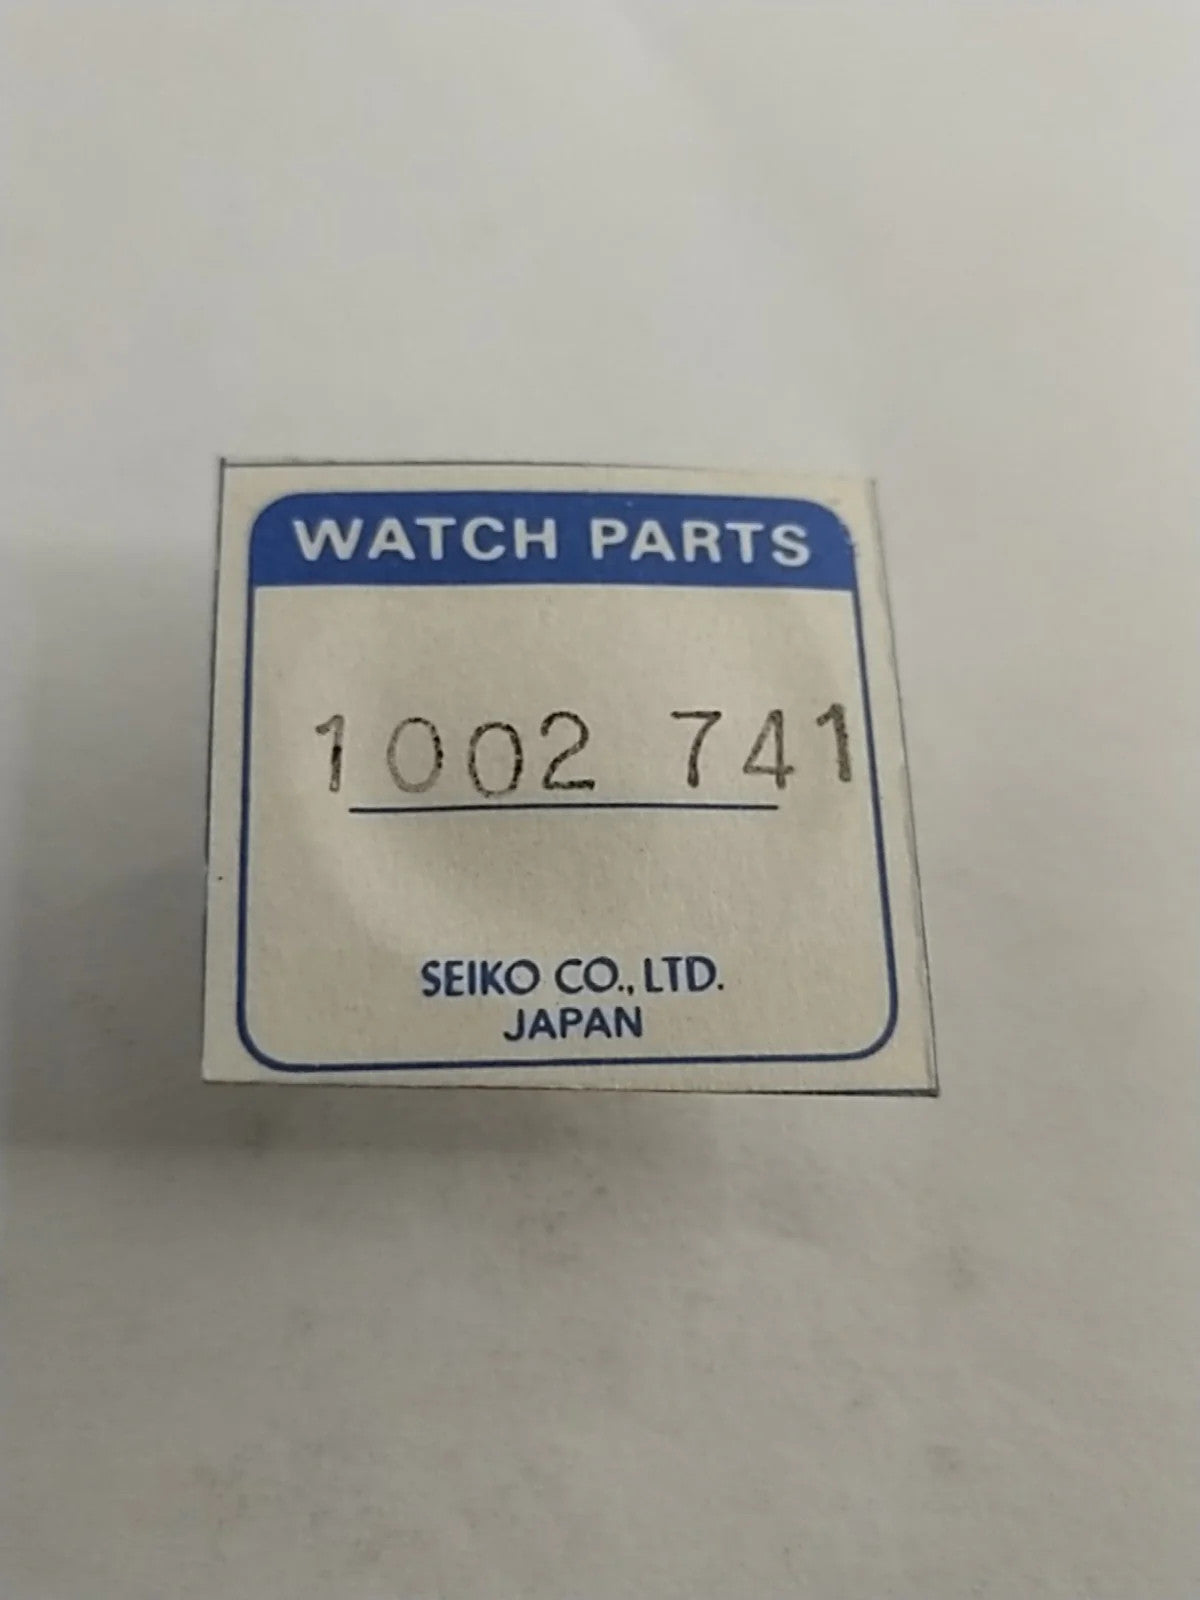 WATCH PARTS
1002 741
SEIKO CO., LTD.
JAPAN